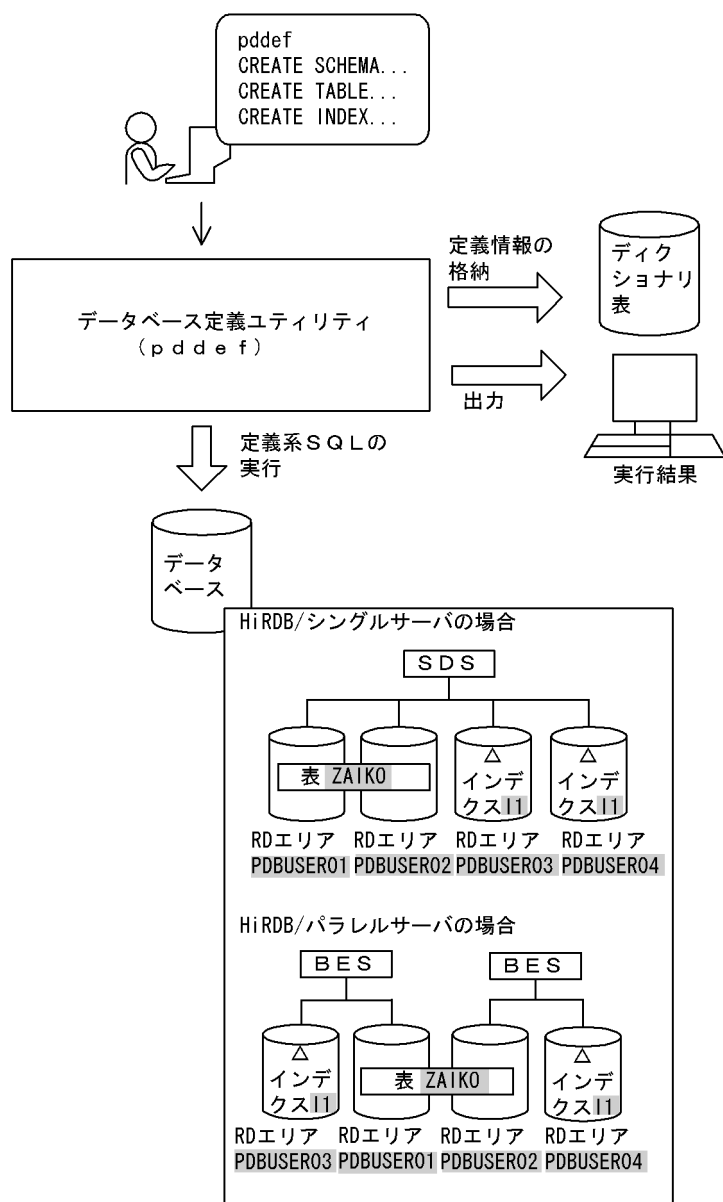 pddef
CREATE SCHEMA...
CREATE TABLE...
CREATE INDEX...
定義情報の
格納
ディク
ショナリ
表
データベース定義ユティリティ
(ｐｄｄｅｆ)
出力
実行結果
定義系ＳＱＬの
実行
データ
ベース
HiRDB/シングルサーバの場合
ＳＤＳ
表 ZAIKO
インデ
クスI1
インデ
クスI1
RDエリア RDエリア RDエリア RDエリア
PDBUSER01 PDBUSER02 PDBUSER03 PDBUSER04
HiRDB/パラレルサーバの場合
ＢＥＳ ＢＥＳ
インデ
クスI1
表 ZAIKO
インデ
クスI1
RDエリア RDエリア RDエリア RDエリア
PDBUSER03 PDBUSER01 PDBUSER02 PDBUSER04